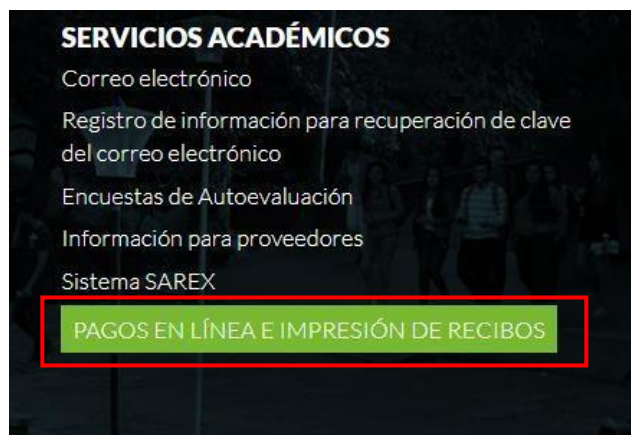 SERVICIOS ACADÉMICOS
Correo electrónico
Registro de información para recuperación de clave
del correo electrónico
Encuestas de Autoevaluación
Información para proveedores
Sistema SAREX
PAGOS EN LÍNEA E IMPRESIÓN DE RECIBOS